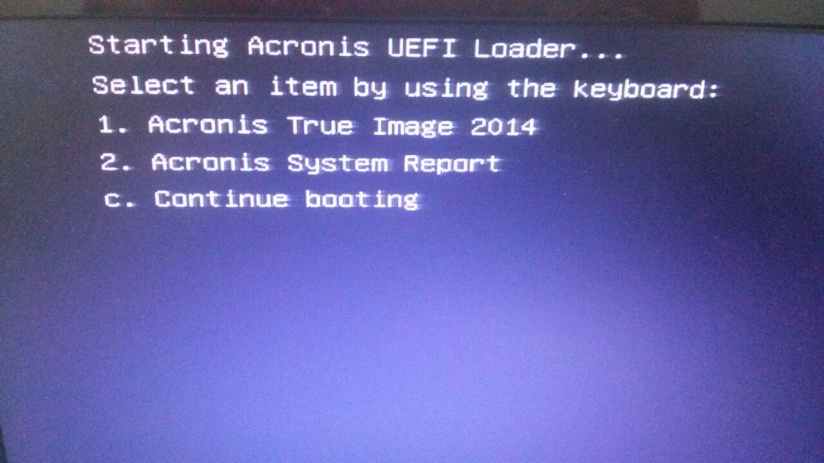 Starting Acronis UEFI Loader...
Select an item by using the keyboard:
1. Acronis True Image 2014
2. Acronis System Report
c. Continue booting